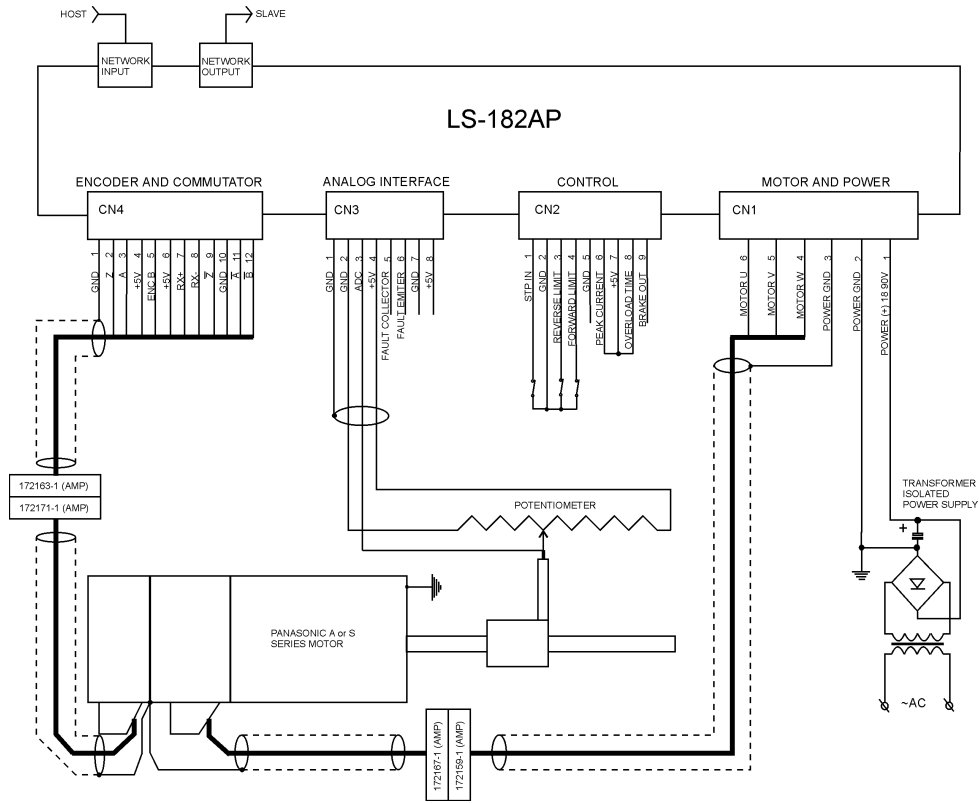 HOST
SLAVE
NETWORK
INPUT
NETWORK
OUTPUT
LS-182AP
ENCODER AND COMMUTATOR
ANALOG INTERFACE
CONTROL
MOTOR AND POWER
CN4
CN3
CN2
CN1
GND 1
Z 2
A 3
+5V 4
ENC B 5
+5V 6
RX+ 7
RX- 8
Z̅ 9
GND 10
A̅ 11
B̅ 12
GND 1
GND 2
ADC 3
+5V 4
FAULT COLLECTOR 5
FAULT EMITER 6
GND 7
+5V 8
STP IN 1
GND 2
REVERSE LIMIT 3
FORWARD LIMIT 4
GND 5
PEAK CURRENT 6
+5V 7
OVERLOAD TIME 8
BRAKE OUT 9
MOTOR U 6
MOTOR V 5
MOTOR W 4
POWER GND 3
POWER GND 2
POWER (+) 18 90V 1
172163-1 (AMP)
172171-1 (AMP)
POTENTIOMETER
TRANSFORMER
ISOLATED
POWER SUPPLY
+
PANASONIC A or S
SERIES MOTOR
172167-1 (AMP)
172159-1 (AMP)
~AC